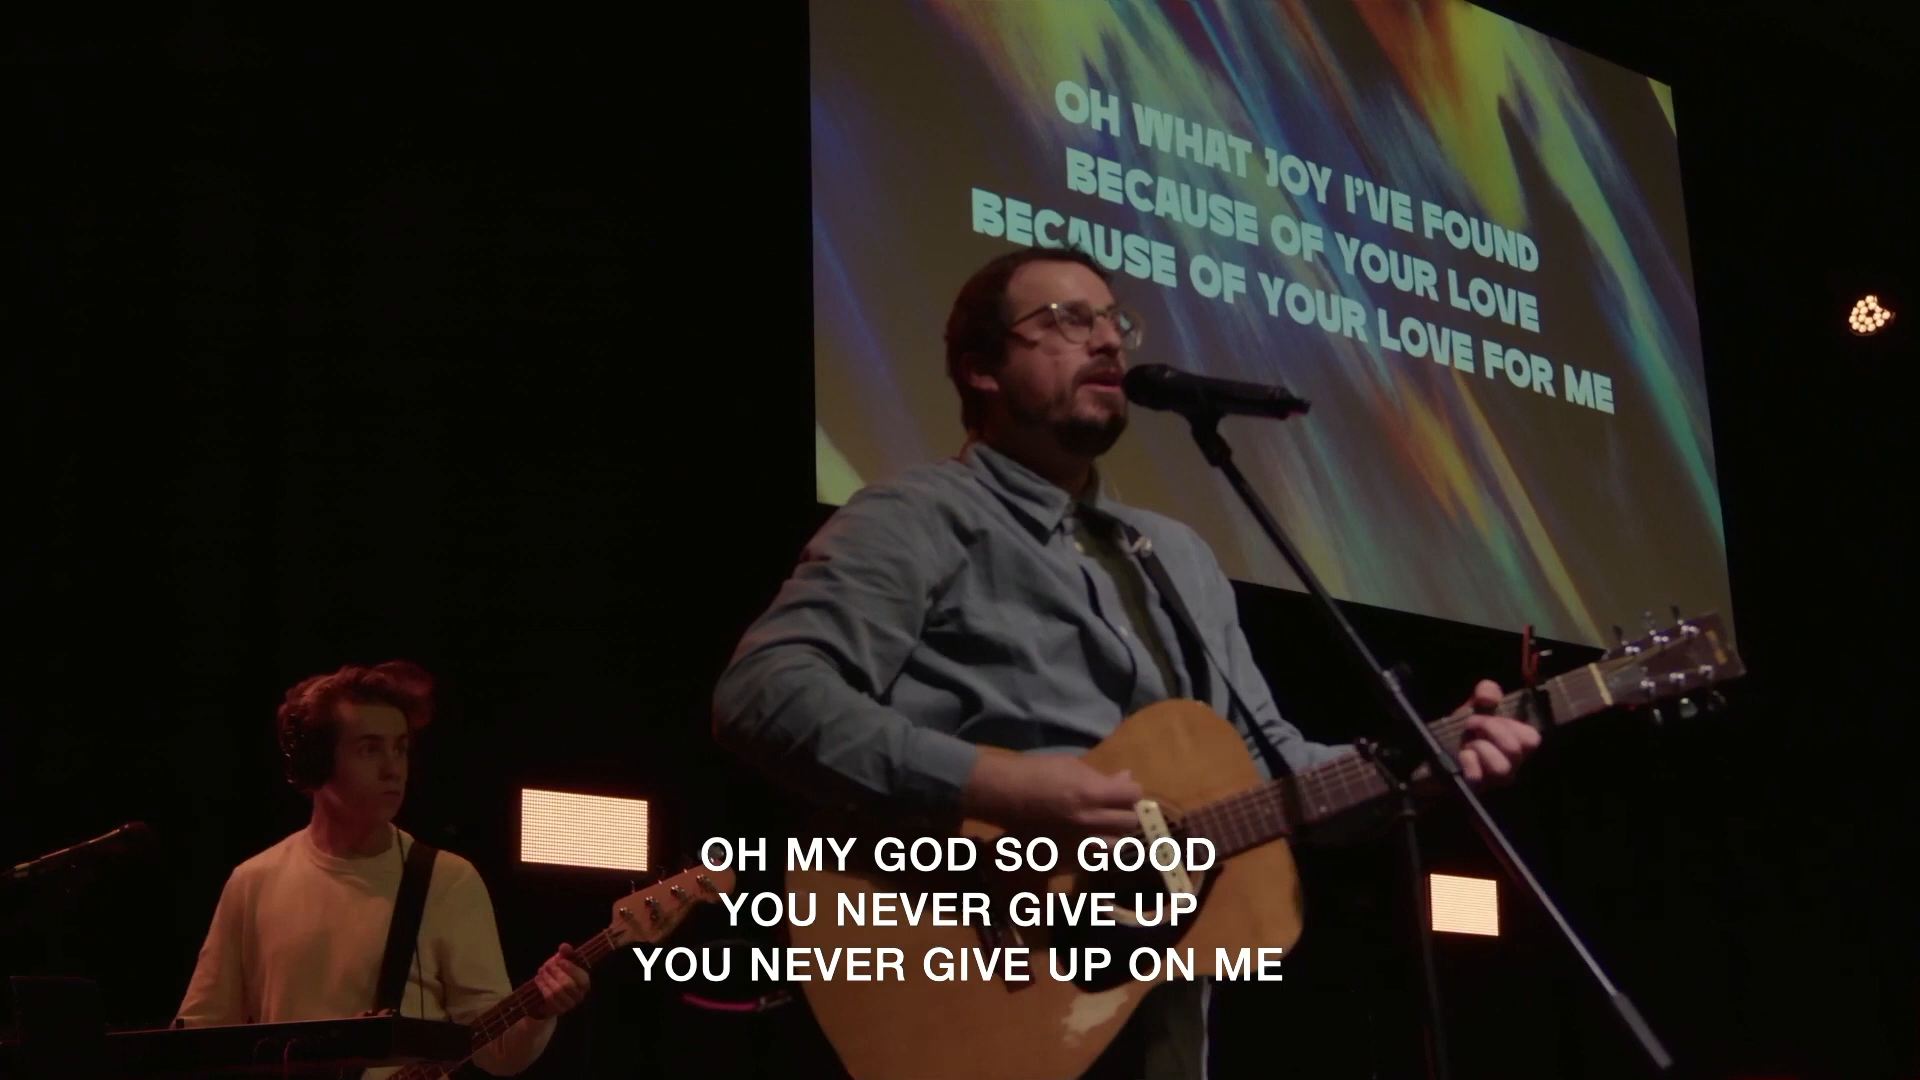 OH WHAT JOY I'VE FOUND
BECAUSE OF YOUR LOVE
BECAUSE OF YOUR LOVE FOR ME
OH MY GOD SO GOOD
YOU NEVER GIVE UP
YOU NEVER GIVE UP ON ME